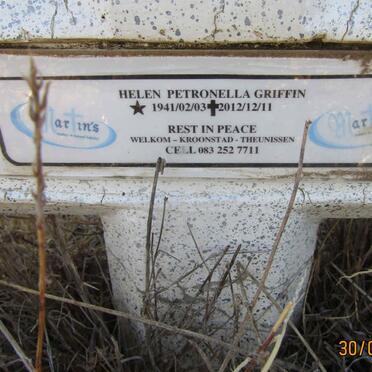 HELEN PETRONELLA GRIFFIN
★ 1941/02/03 ✝ 2012/12/11
REST IN PEACE
WELKOM - KROONSTAD - THEUNISSEN
CELL 083 252 7711
Martin's
30/0